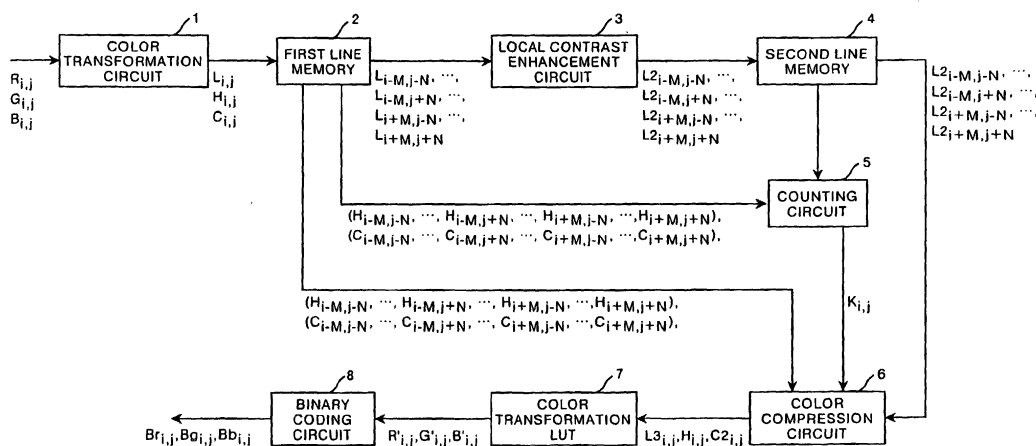 1
COLOR
TRANSFORMATION
CIRCUIT
R i,j
G i,j
B i,j
L i,j
H i,j
C i,j
2
FIRST LINE
MEMORY
L i-M,j-N, ...,
L i-M,j+N, ...,
L i+M,j-N, ...,
L i+M,j+N
3
LOCAL CONTRAST
ENHANCEMENT
CIRCUIT
L2 i-M,j-N, ...,
L2 i-M,j+N, ...,
L2 i+M,j-N, ...,
L2 i+M,j+N
4
SECOND LINE
MEMORY
L2 i-M,j-N, ...,
L2 i-M,j+N, ...,
L2 i+M,j-N, ...,
L2 i+M,j+N
5
COUNTING
CIRCUIT
(H i-M,j-N, ..., H i-M,j+N, ..., H i+M,j-N, ...,H i+M,j+N),
(C i-M,j-N, ..., C i-M,j+N, ..., C i+M,j-N, ...,C i+M,j+N),
(H i-M,j-N, ..., H i-M,j+N, ..., H i+M,j-N, ...,H i+M,j+N),
(C i-M,j-N, ..., C i-M,j+N, ..., C i+M,j-N, ...,C i+M,j+N),
K i,j
8
BINARY
CODING
CIRCUIT
Br i,j,Bg i,j,Bb i,j
7
COLOR
TRANSFORMATION
LUT
R' i,j,G' i,j,B' i,j
6
COLOR
COMPRESSION
CIRCUIT
L3 i,j,H i,j,C2 i,j